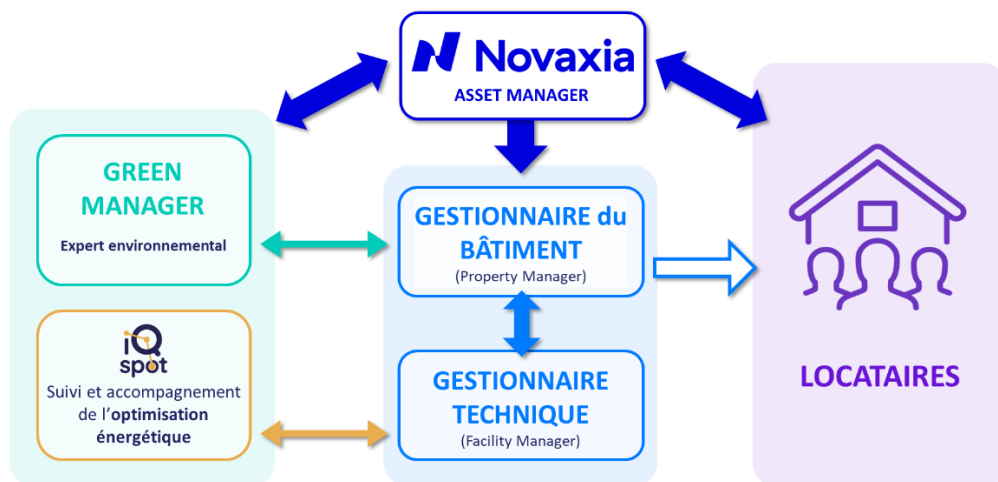 Novaxia
ASSET MANAGER
GREEN
MANAGER
Expert environnemental
iQ
spot
Suivi et accompagnement
de l'optimisation
énergétique
GESTIONNAIRE du
BÂTIMENT
(Property Manager)
GESTIONNAIRE
TECHNIQUE
(Facility Manager)
LOCATAIRES